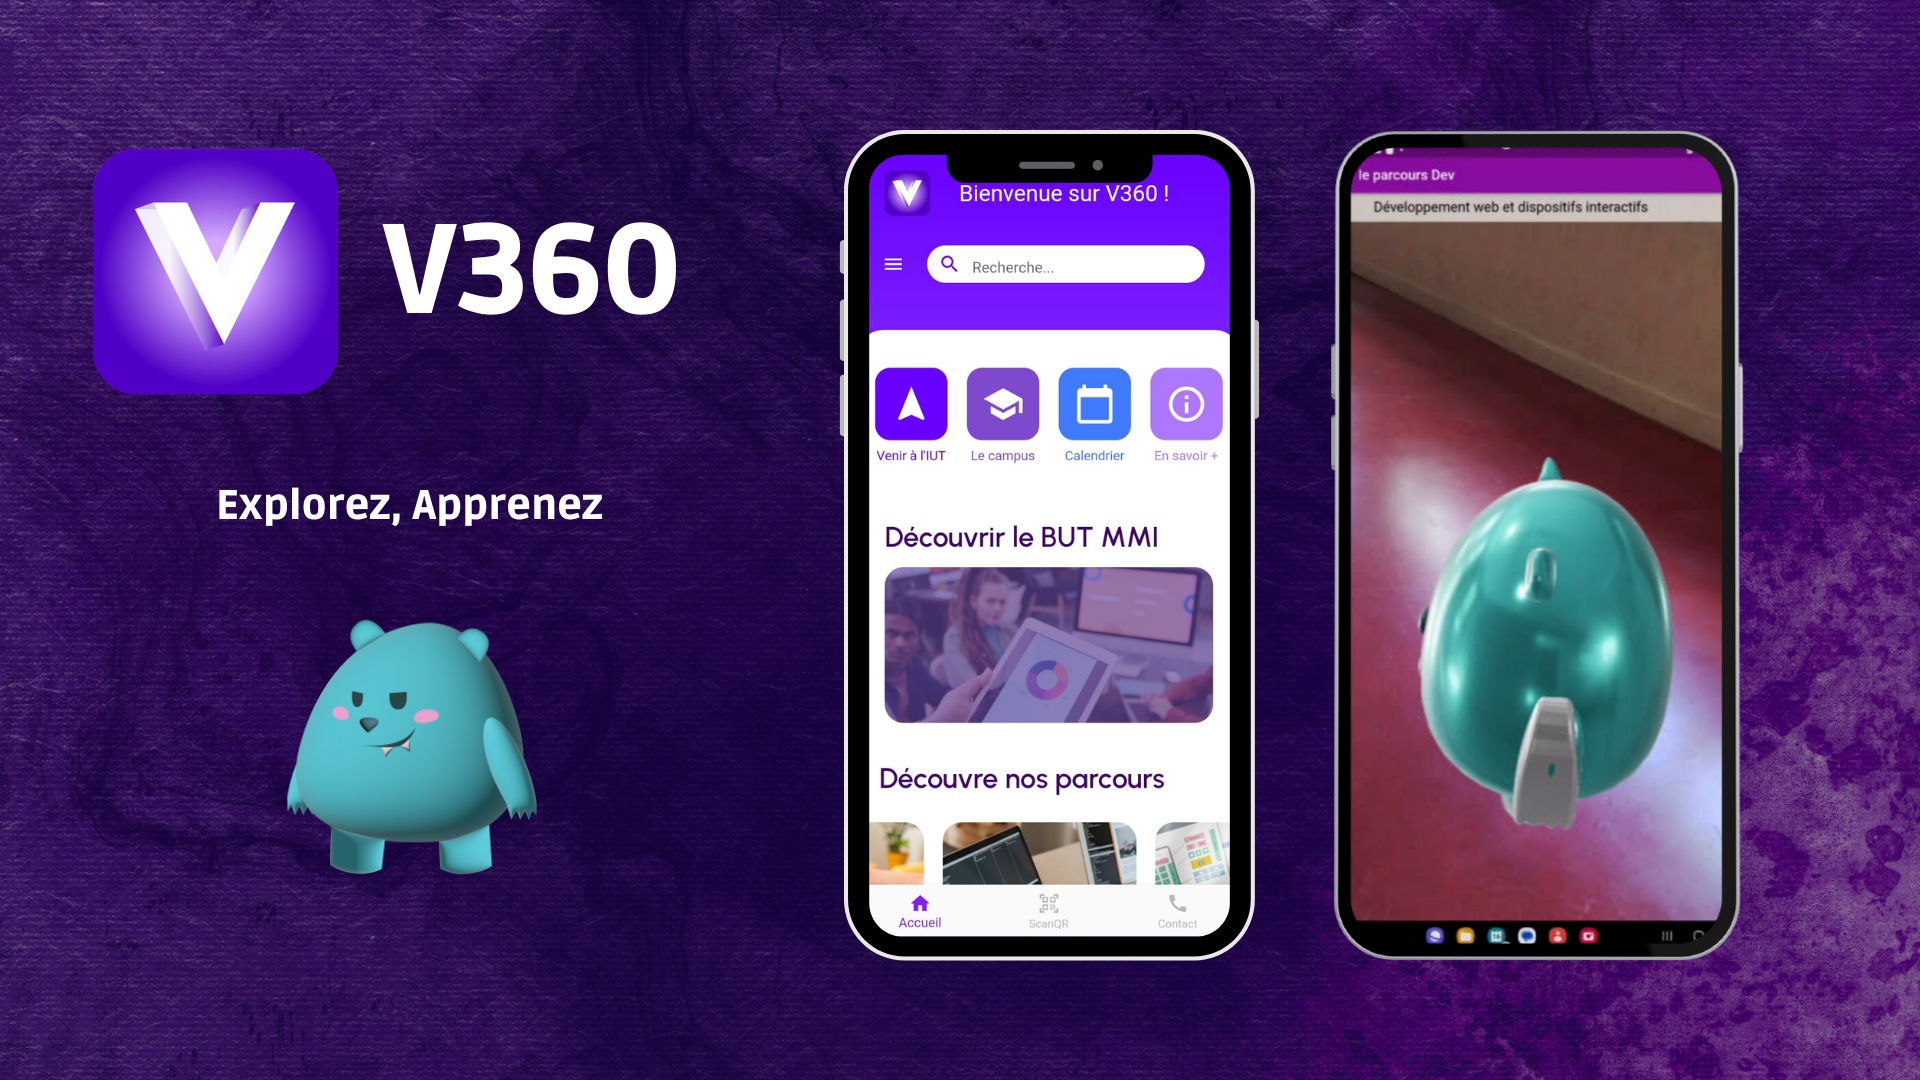 V360
Explorez, Apprenez
Bienvenue sur V360 !
Recherche...
Venir à l'IUT
Le campus
Calendrier
En savoir +
Découvrir le BUT MMI
Découvre nos parcours
Accueil
ScanQR
Contact
le parcours Dev
Développement web et dispositifs interactifs